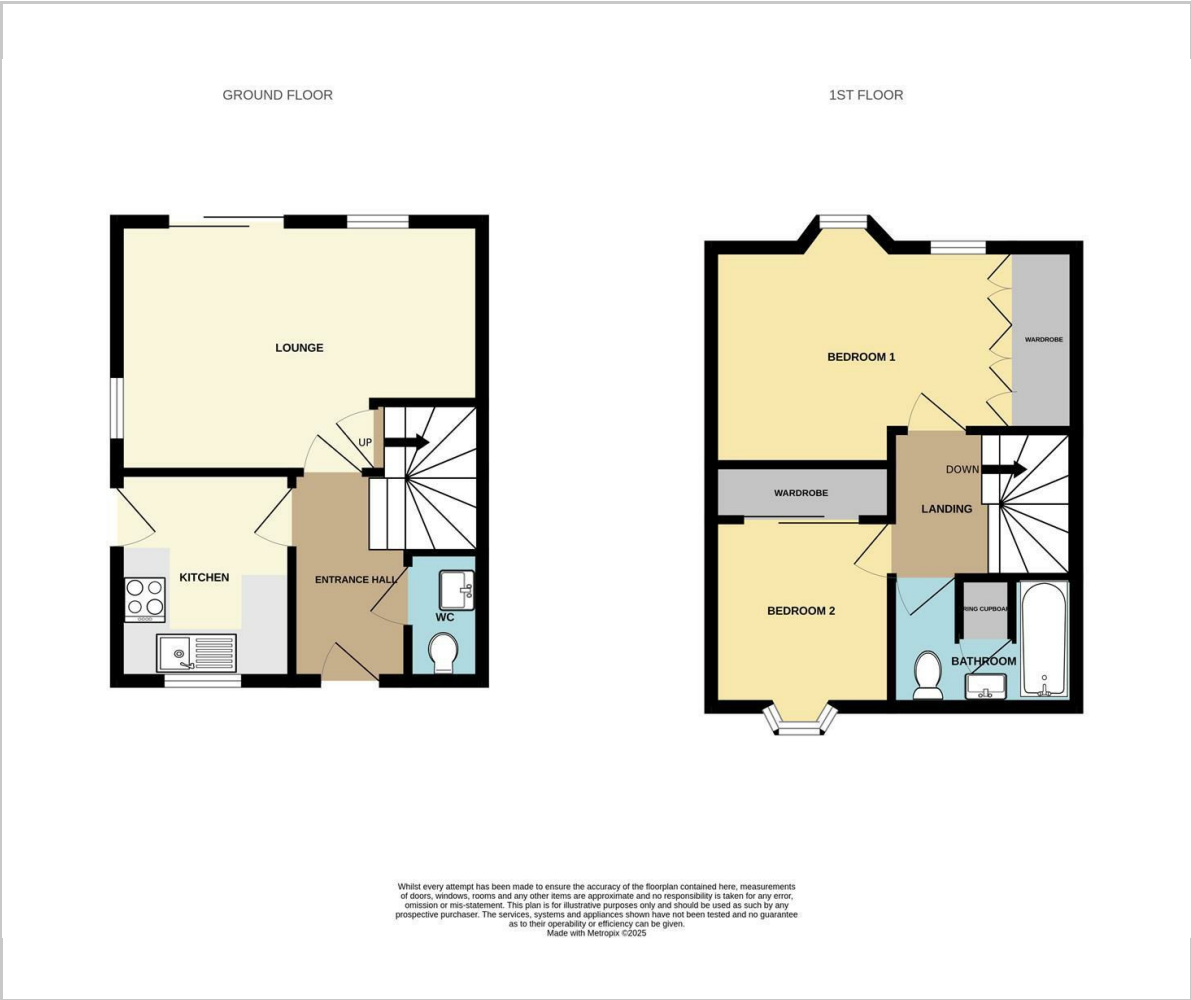 GROUND FLOOR
1ST FLOOR
LOUNGE
UP
KITCHEN
ENTRANCE HALL
WC
BEDROOM 1
WARDROBE
DOWN
WARDROBE
LANDING
BEDROOM 2
RING CUPBOAR
BATHROOM
Whilst every attempt has been made to ensure the accuracy of the floorplan contained here, measurements
of doors, windows, rooms and any other items are approximate and no responsibility is taken for any error,
omission or mis-statement. This plan is for illustrative purposes only and should be used as such by any
prospective purchaser. The services, systems and appliances shown have not been tested and no guarantee
as to their operability or efficiency can be given.
Made with Metropix ©2025